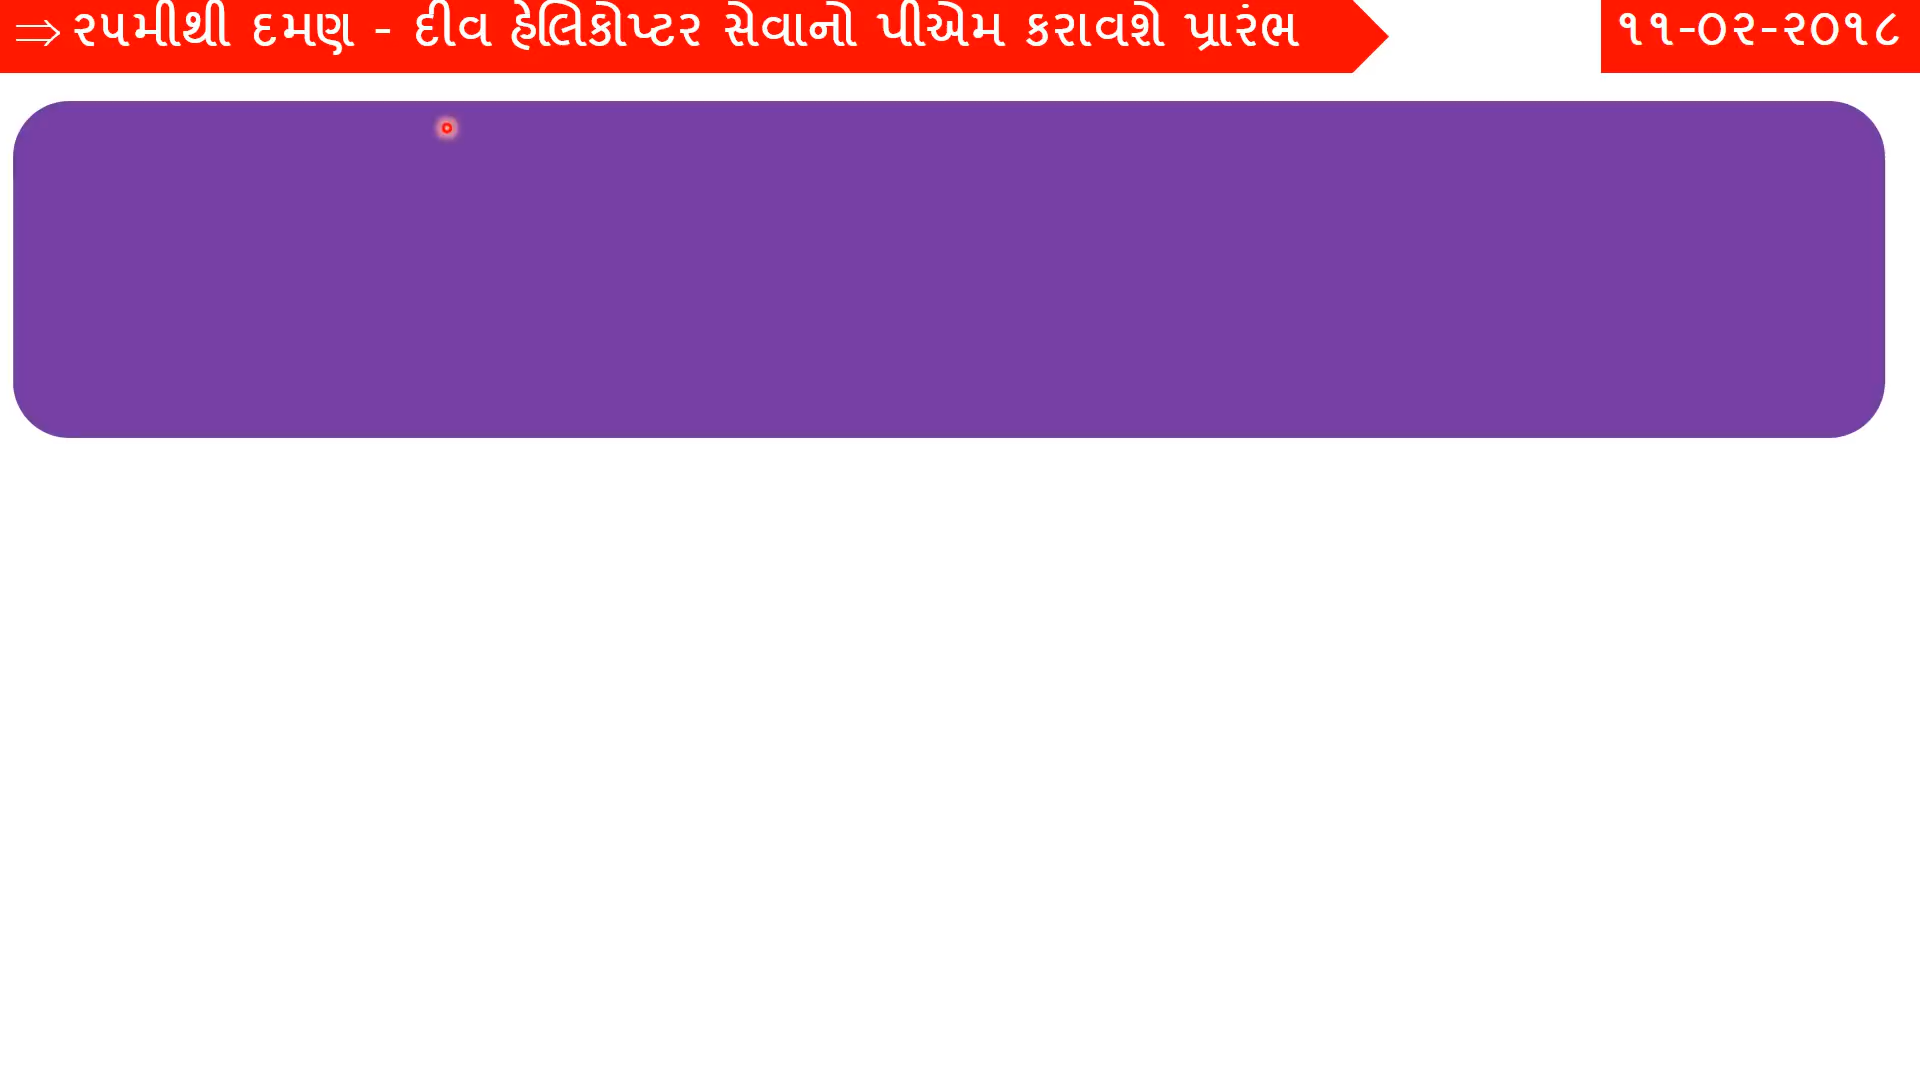 ⇒ ૨૫મીથી દમણ - દીવ હેલિકોપ્ટર સેવાનો પીએમ કરાવશે પ્રારંભ
૧૧-૦૨-૨૦૧૮